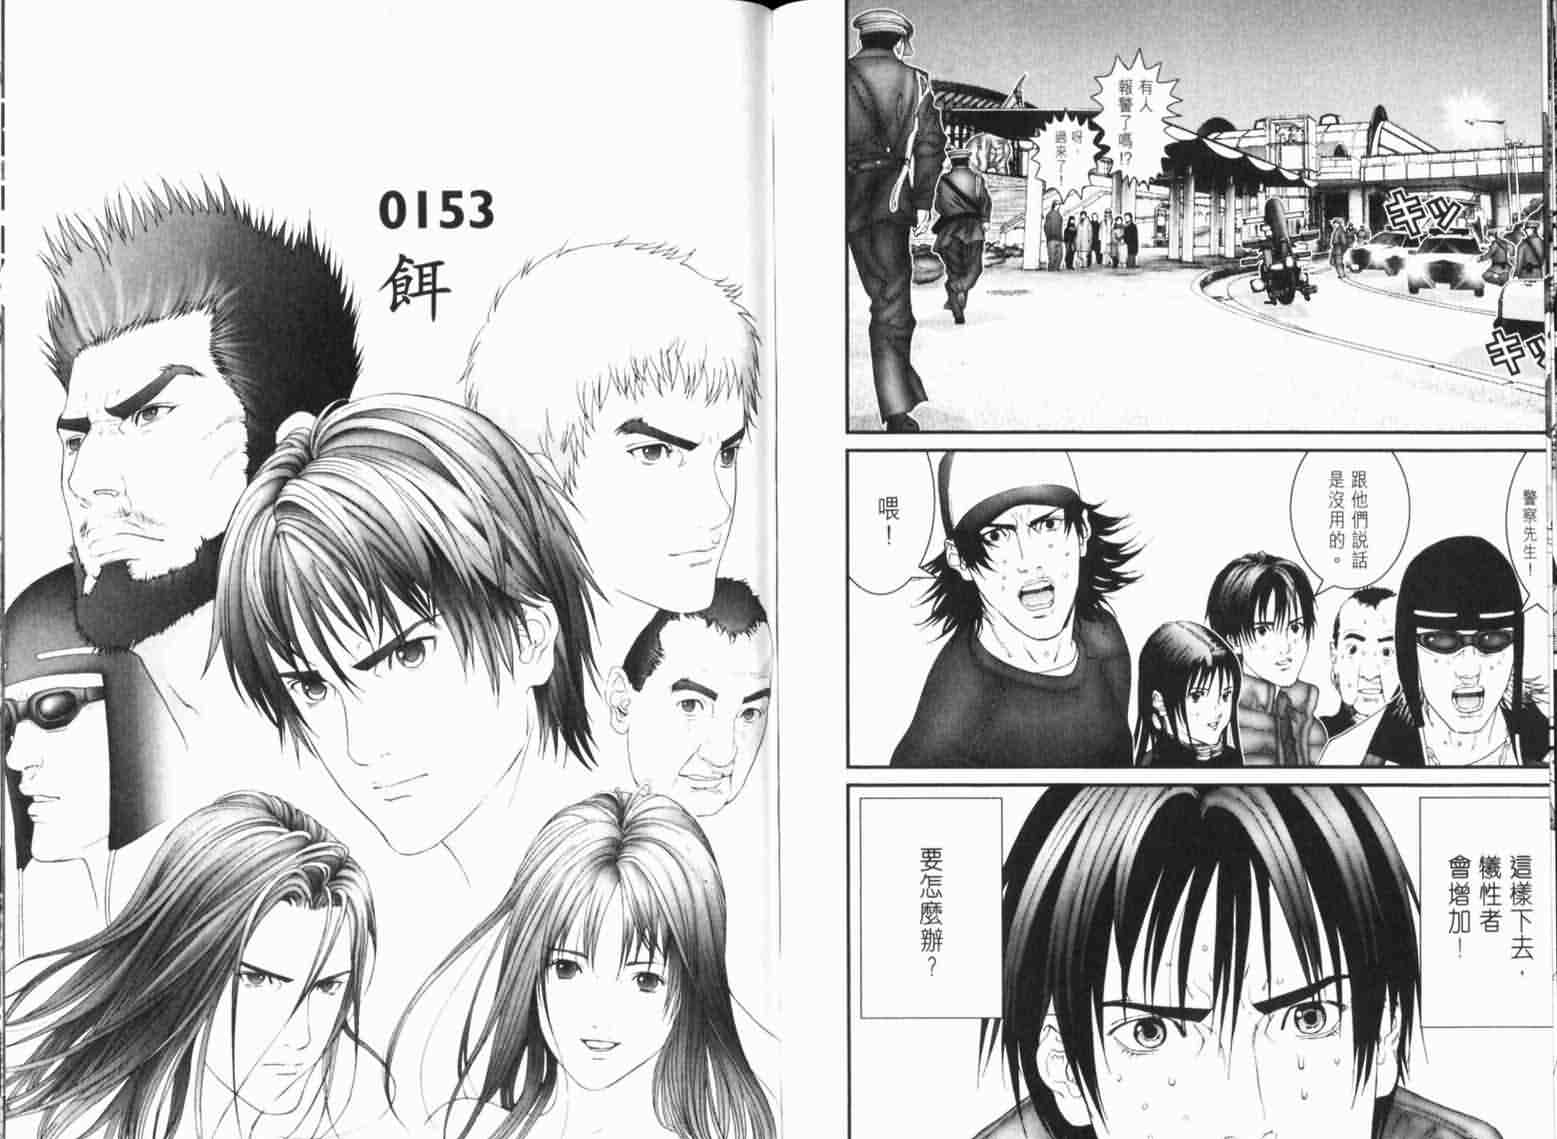 有人
報警了嗎!?
呀,
過來了!
キッ
キッ
警察先生!
跟他們說話
是沒用的。
喂!
這樣下去,
犧牲者
會增加!
要怎麼辦?
0153
餌